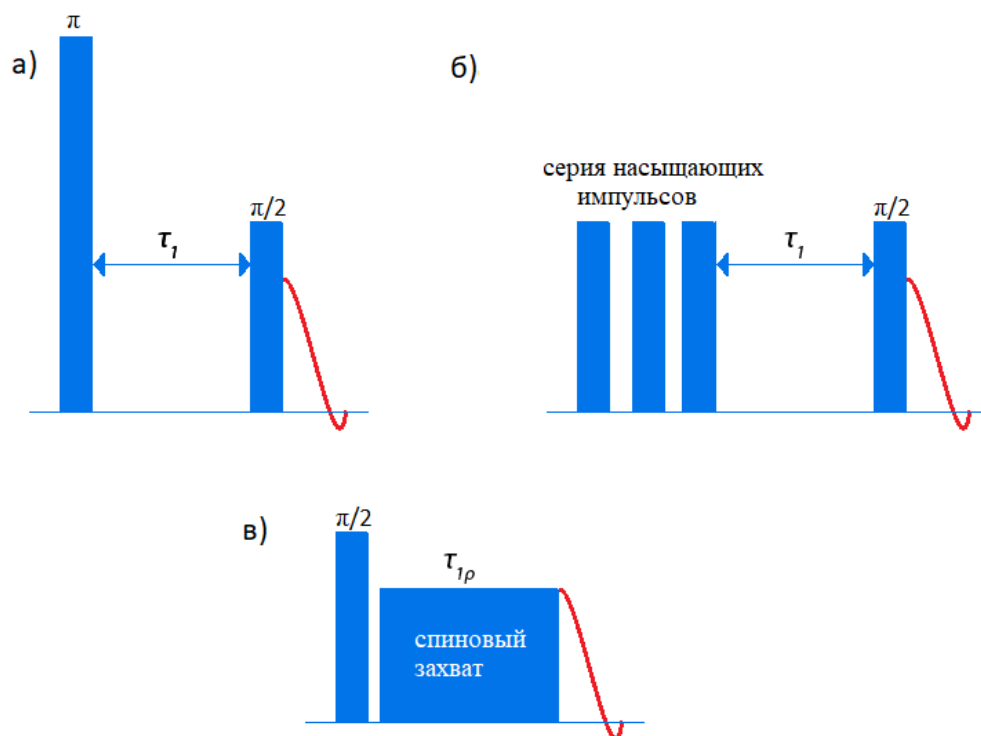 π
а)
π/2
τ1
б)
серия насыщающих
импульсов
π/2
τ1
в)
π/2
τ1ρ
спиновый
захват